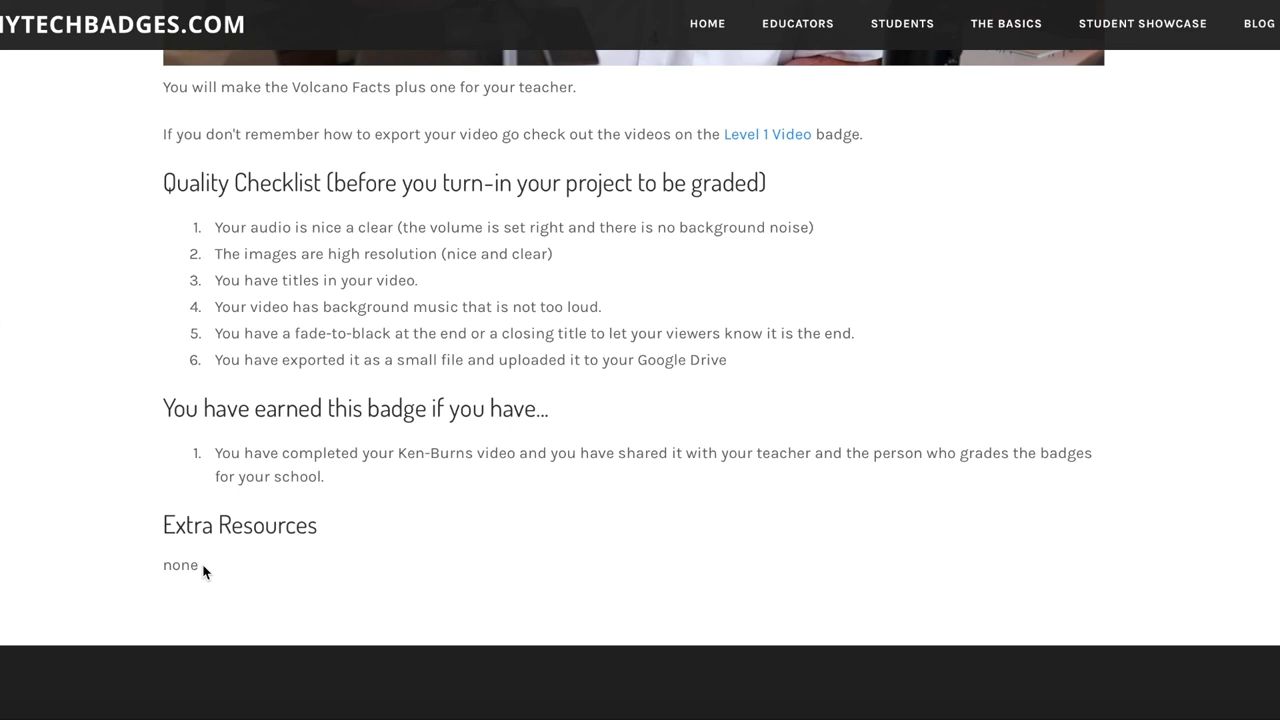 YTECHBADGES.COM
HOME EDUCATORS STUDENTS THE BASICS STUDENT SHOWCASE BLOG
You will make the Volcano Facts plus one for your teacher.
If you don't remember how to export your video go check out the videos on the Level 1 Video badge.
Quality Checklist (before you turn-in your project to be graded)
1. Your audio is nice a clear (the volume is set right and there is no background noise)
2. The images are high resolution (nice and clear)
3. You have titles in your video.
4. Your video has background music that is not too loud.
5. You have a fade-to-black at the end or a closing title to let your viewers know it is the end.
6. You have exported it as a small file and uploaded it to your Google Drive
You have earned this badge if you have...
1. You have completed your Ken-Burns video and you have shared it with your teacher and the person who grades the badges
for your school.
Extra Resources
none